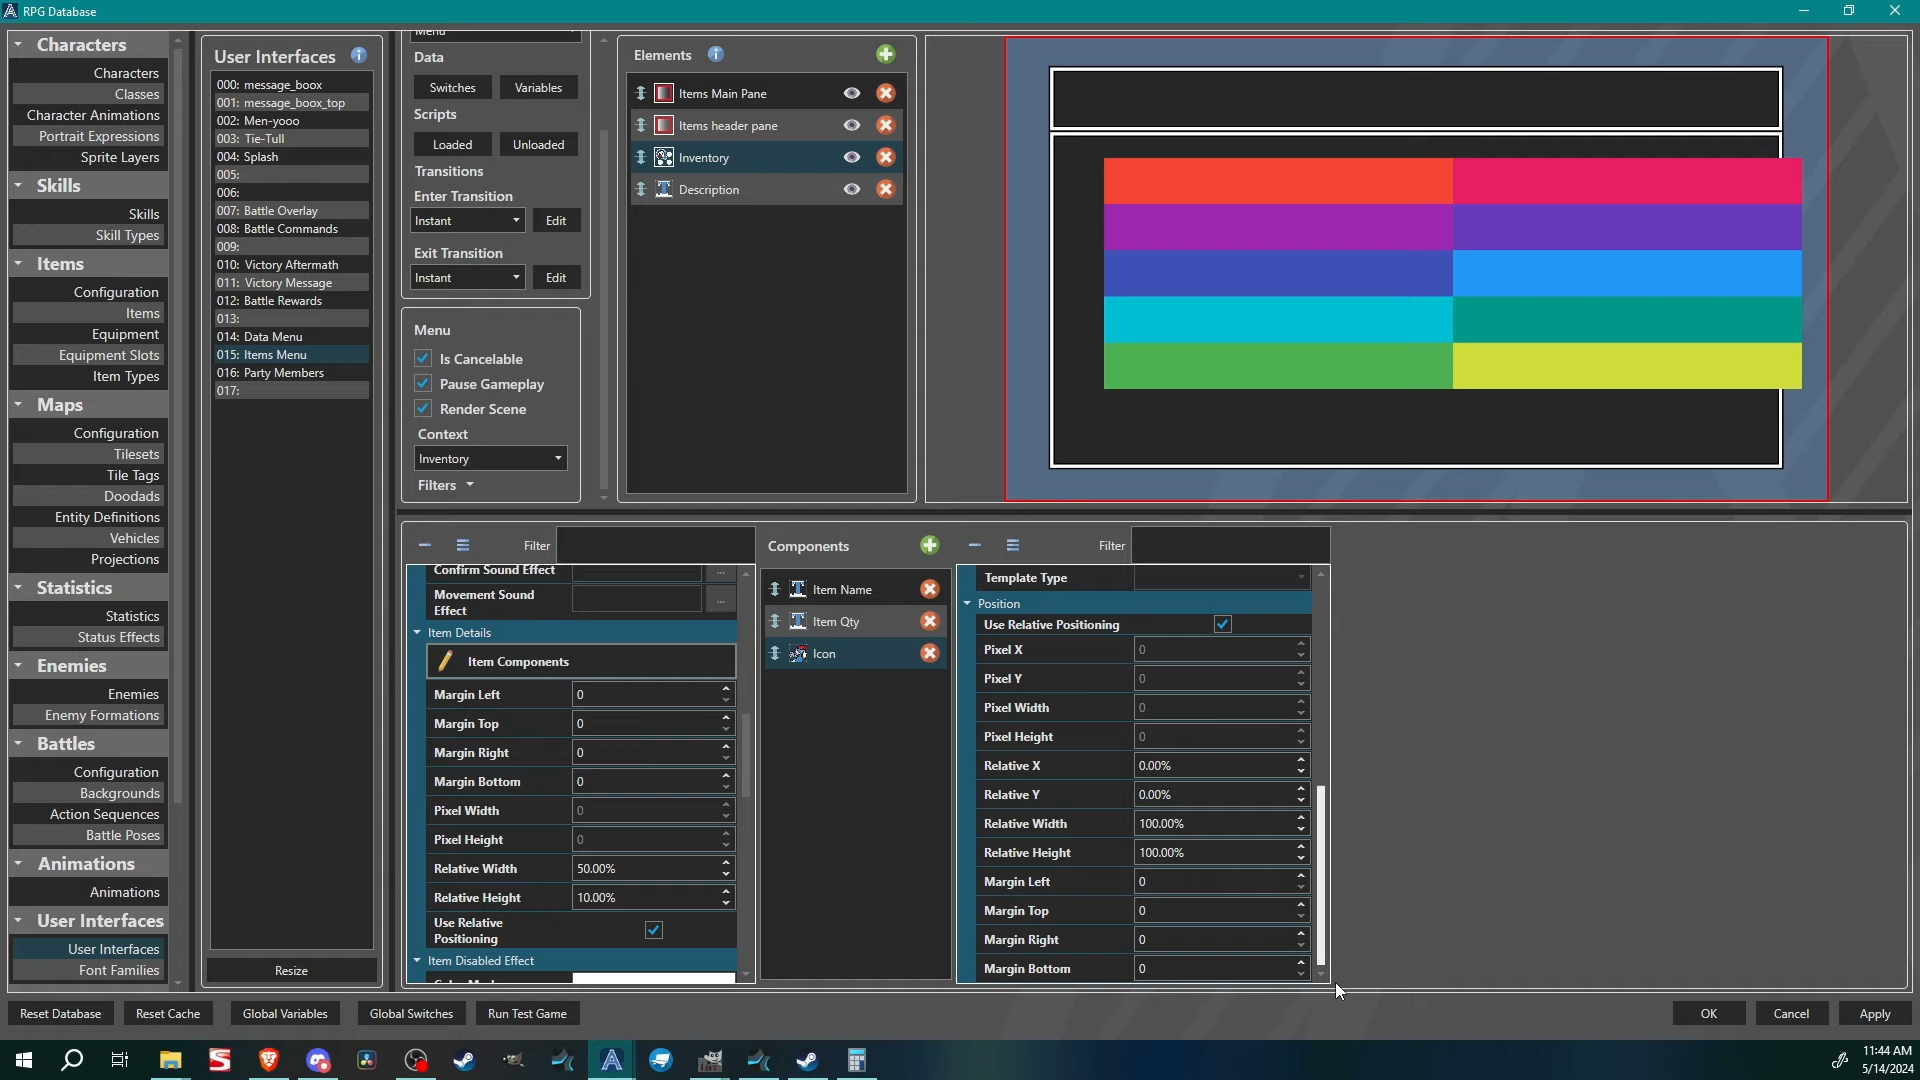 RPG Database
Characters
Characters
Classes
Character Animations
Portrait Expressions
Sprite Layers
Skills
Skills
Skill Types
Items
Configuration
Items
Equipment
Equipment Slots
Item Types
Maps
Configuration
Tilesets
Tile Tags
Doodads
Entity Definitions
Vehicles
Projections
Statistics
Statistics
Status Effects
Enemies
Enemies
Enemy Formations
Battles
Configuration
Backgrounds
Action Sequences
Battle Poses
Animations
Animations
User Interfaces
User Interfaces
Font Families
User Interfaces
000: message_boox
001: message_boox_top
002: Men-yooo
003: Tie-Tull
004: Splash
005:
006:
007: Battle Overlay
008: Battle Commands
009:
010: Victory Aftermath
011: Victory Message
012: Battle Rewards
013:
014: Data Menu
015: Items Menu
016: Party Members
017:
Resize
Menu
Data
Switches Variables
Scripts
Loaded Unloaded
Transitions
Enter Transition
Instant Edit
Exit Transition
Instant Edit
Menu
Is Cancelable
Pause Gameplay
Render Scene
Context
Inventory
Filters
Elements
Items Main Pane
Items header pane
Inventory
Description
Filter
Confirm Sound Effect ...
Movement Sound
Effect ...
Item Details
Item Components
Margin Left 0
Margin Top 0
Margin Right 0
Margin Bottom 0
Pixel Width 0
Pixel Height 0
Relative Width 50.00%
Relative Height 10.00%
Use Relative
Positioning
Item Disabled Effect
Components
Item Name
Item Qty
Icon
Filter
Template Type
Position
Use Relative Positioning
Pixel X 0
Pixel Y 0
Pixel Width 0
Pixel Height 0
Relative X 0.00%
Relative Y 0.00%
Relative Width 100.00%
Relative Height 100.00%
Margin Left 0
Margin Top 0
Margin Right 0
Margin Bottom 0
Reset Database Reset Cache Global Variables Global Switches Run Test Game
OK Cancel Apply
11:44 AM
5/14/2024